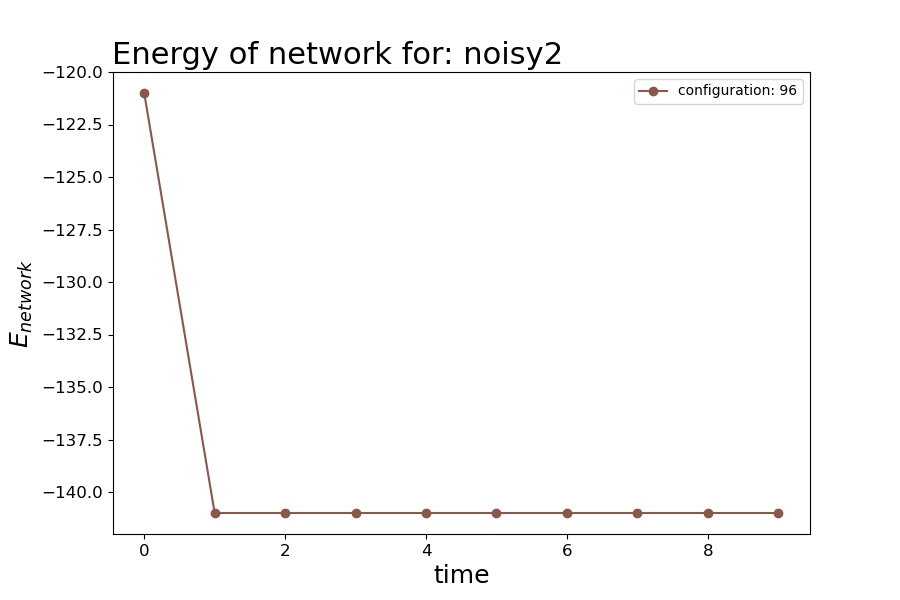 Energy of network for: noisy2
configuration: 96
−120.0
−122.5
−125.0
−127.5
−130.0
−132.5
−135.0
−137.5
−140.0
E_network
0 2 4 6 8
time